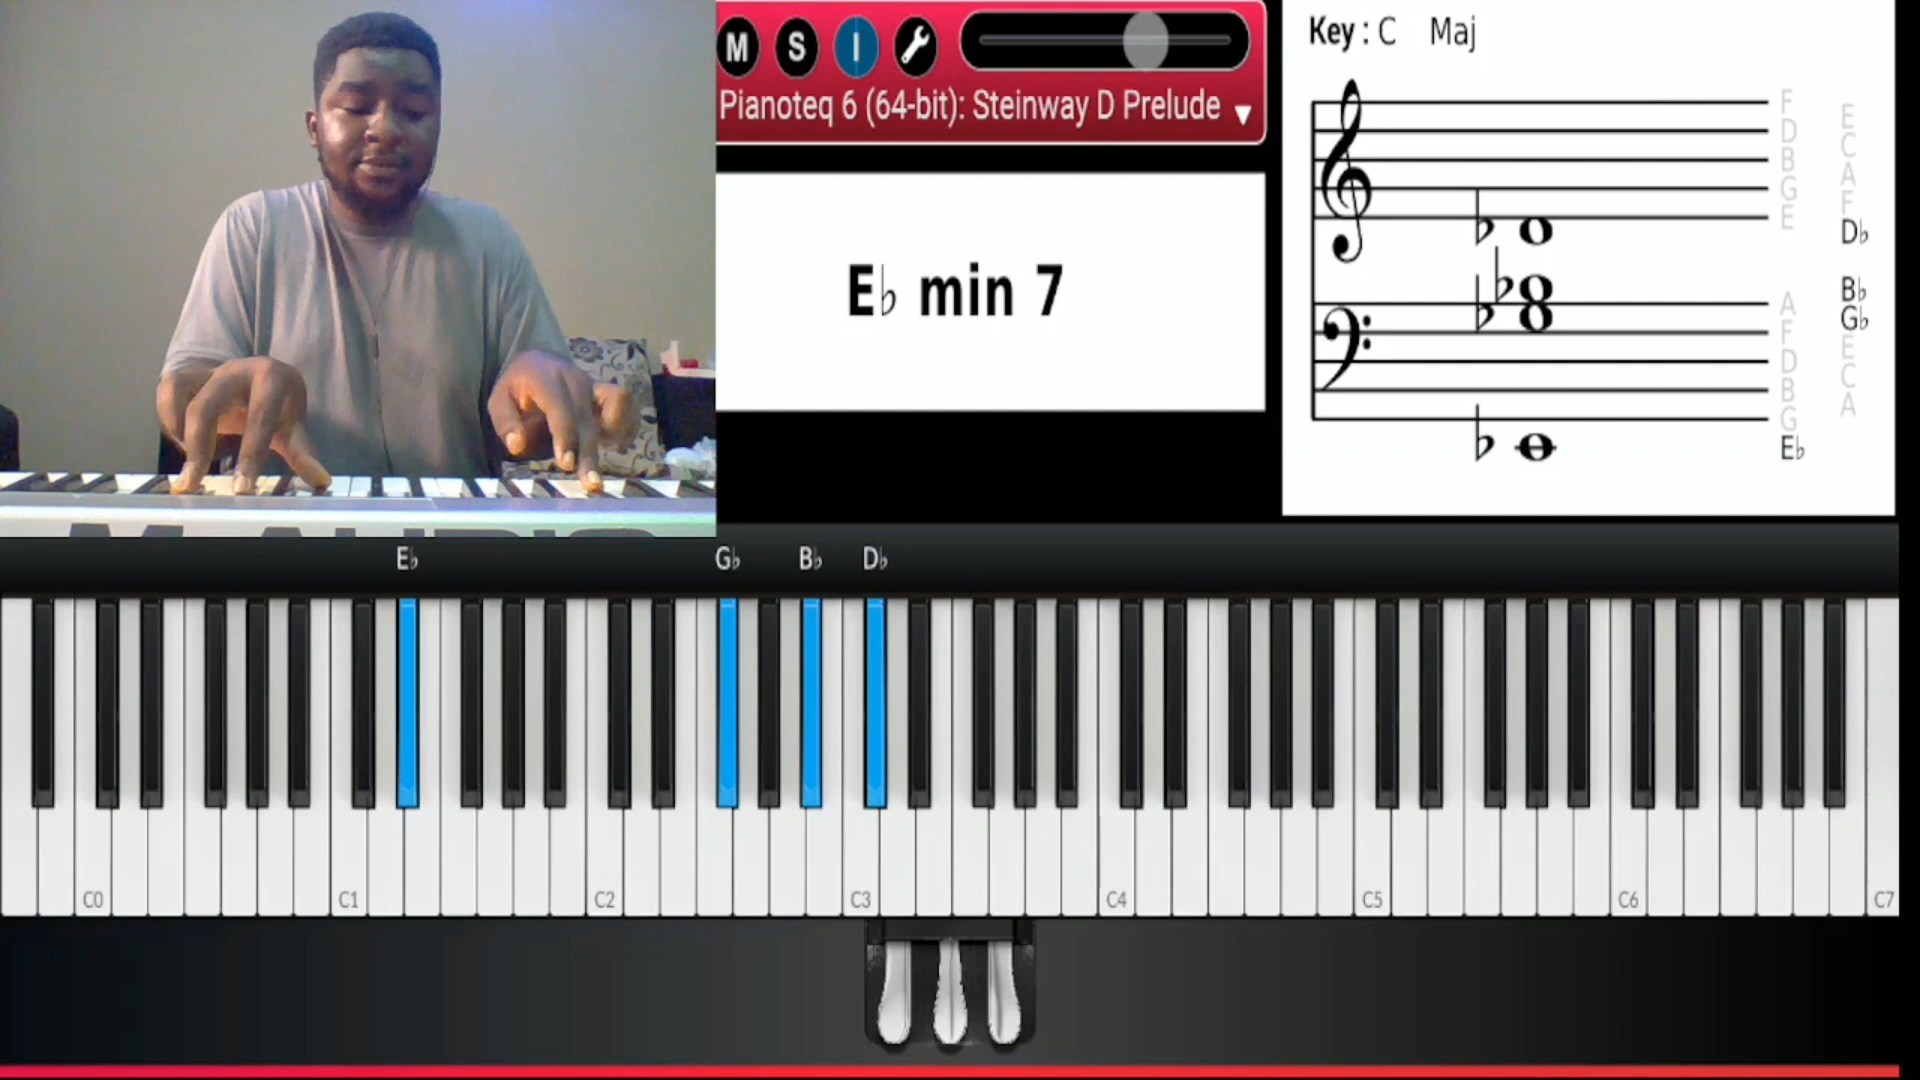 M S I
Pianoteq 6 (64-bit): Steinway D Prelude ▼
E♭ min 7
Key : C Maj
F
D
B
G
E
E
C
A
F
D♭
B♭
G♭
A
F
D
B
G
E♭
E
C
A
E♭ G♭ B♭ D♭
C0 C1 C2 C3 C4 C5 C6 C7